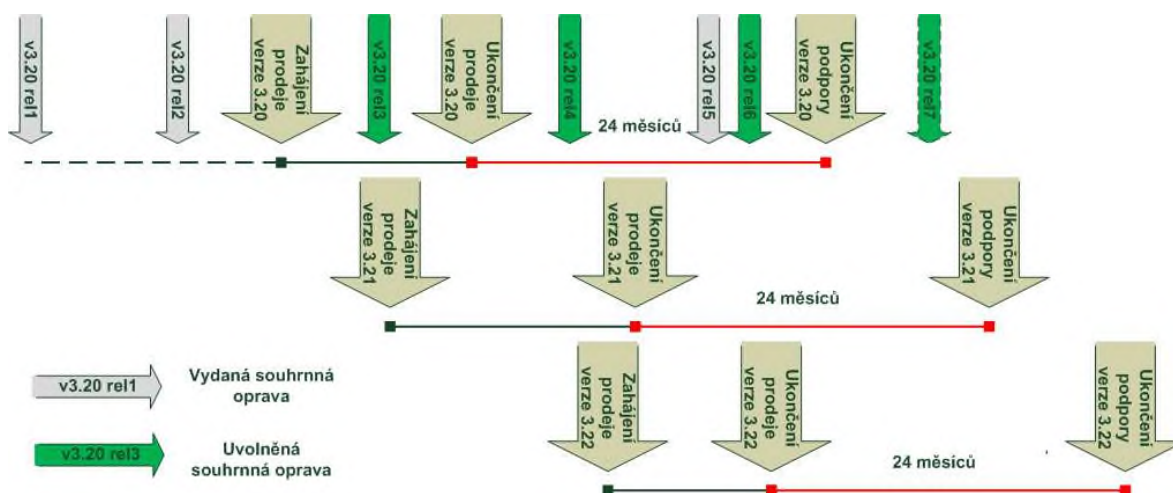 v3.20 rel1
v3.20 rel2
Zahájení
prodeje
verze 3.20
v3.20 rel3
Ukončení
prodeje
verze 3.20
v3.20 rel4
24 měsíců
v3.20 rel5
v3.20 rel6
Ukončení
podpory
verze 3.20
v3.20 rel7
Zahájení
prodeje
verze 3.21
Ukončení
prodeje
verze 3.21
24 měsíců
Ukončení
podpory
verze 3.21
v3.20 rel1
Vydaná souhrnná
oprava
v3.20 rel3
Uvolněná
souhrnná oprava
Zahájení
prodeje
verze 3.22
Ukončení
prodeje
verze 3.22
24 měsíců
Ukončení
podpory
verze 3.22